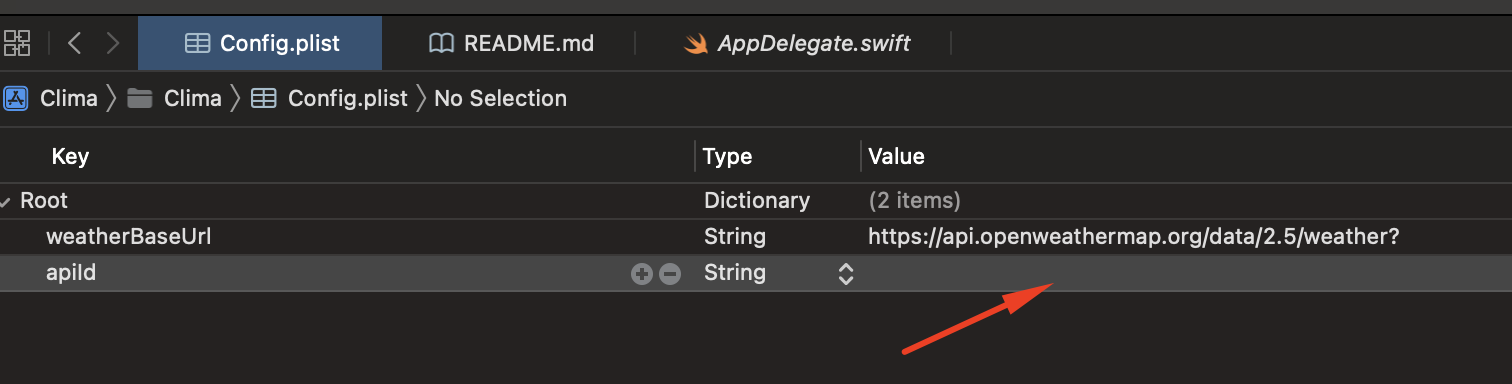 Config.plist README.md AppDelegate.swift
Clima Clima Config.plist No Selection
Key Type Value
Root Dictionary (2 items)
weatherBaseUrl String https://api.openweathermap.org/data/2.5/weather?
apiId String